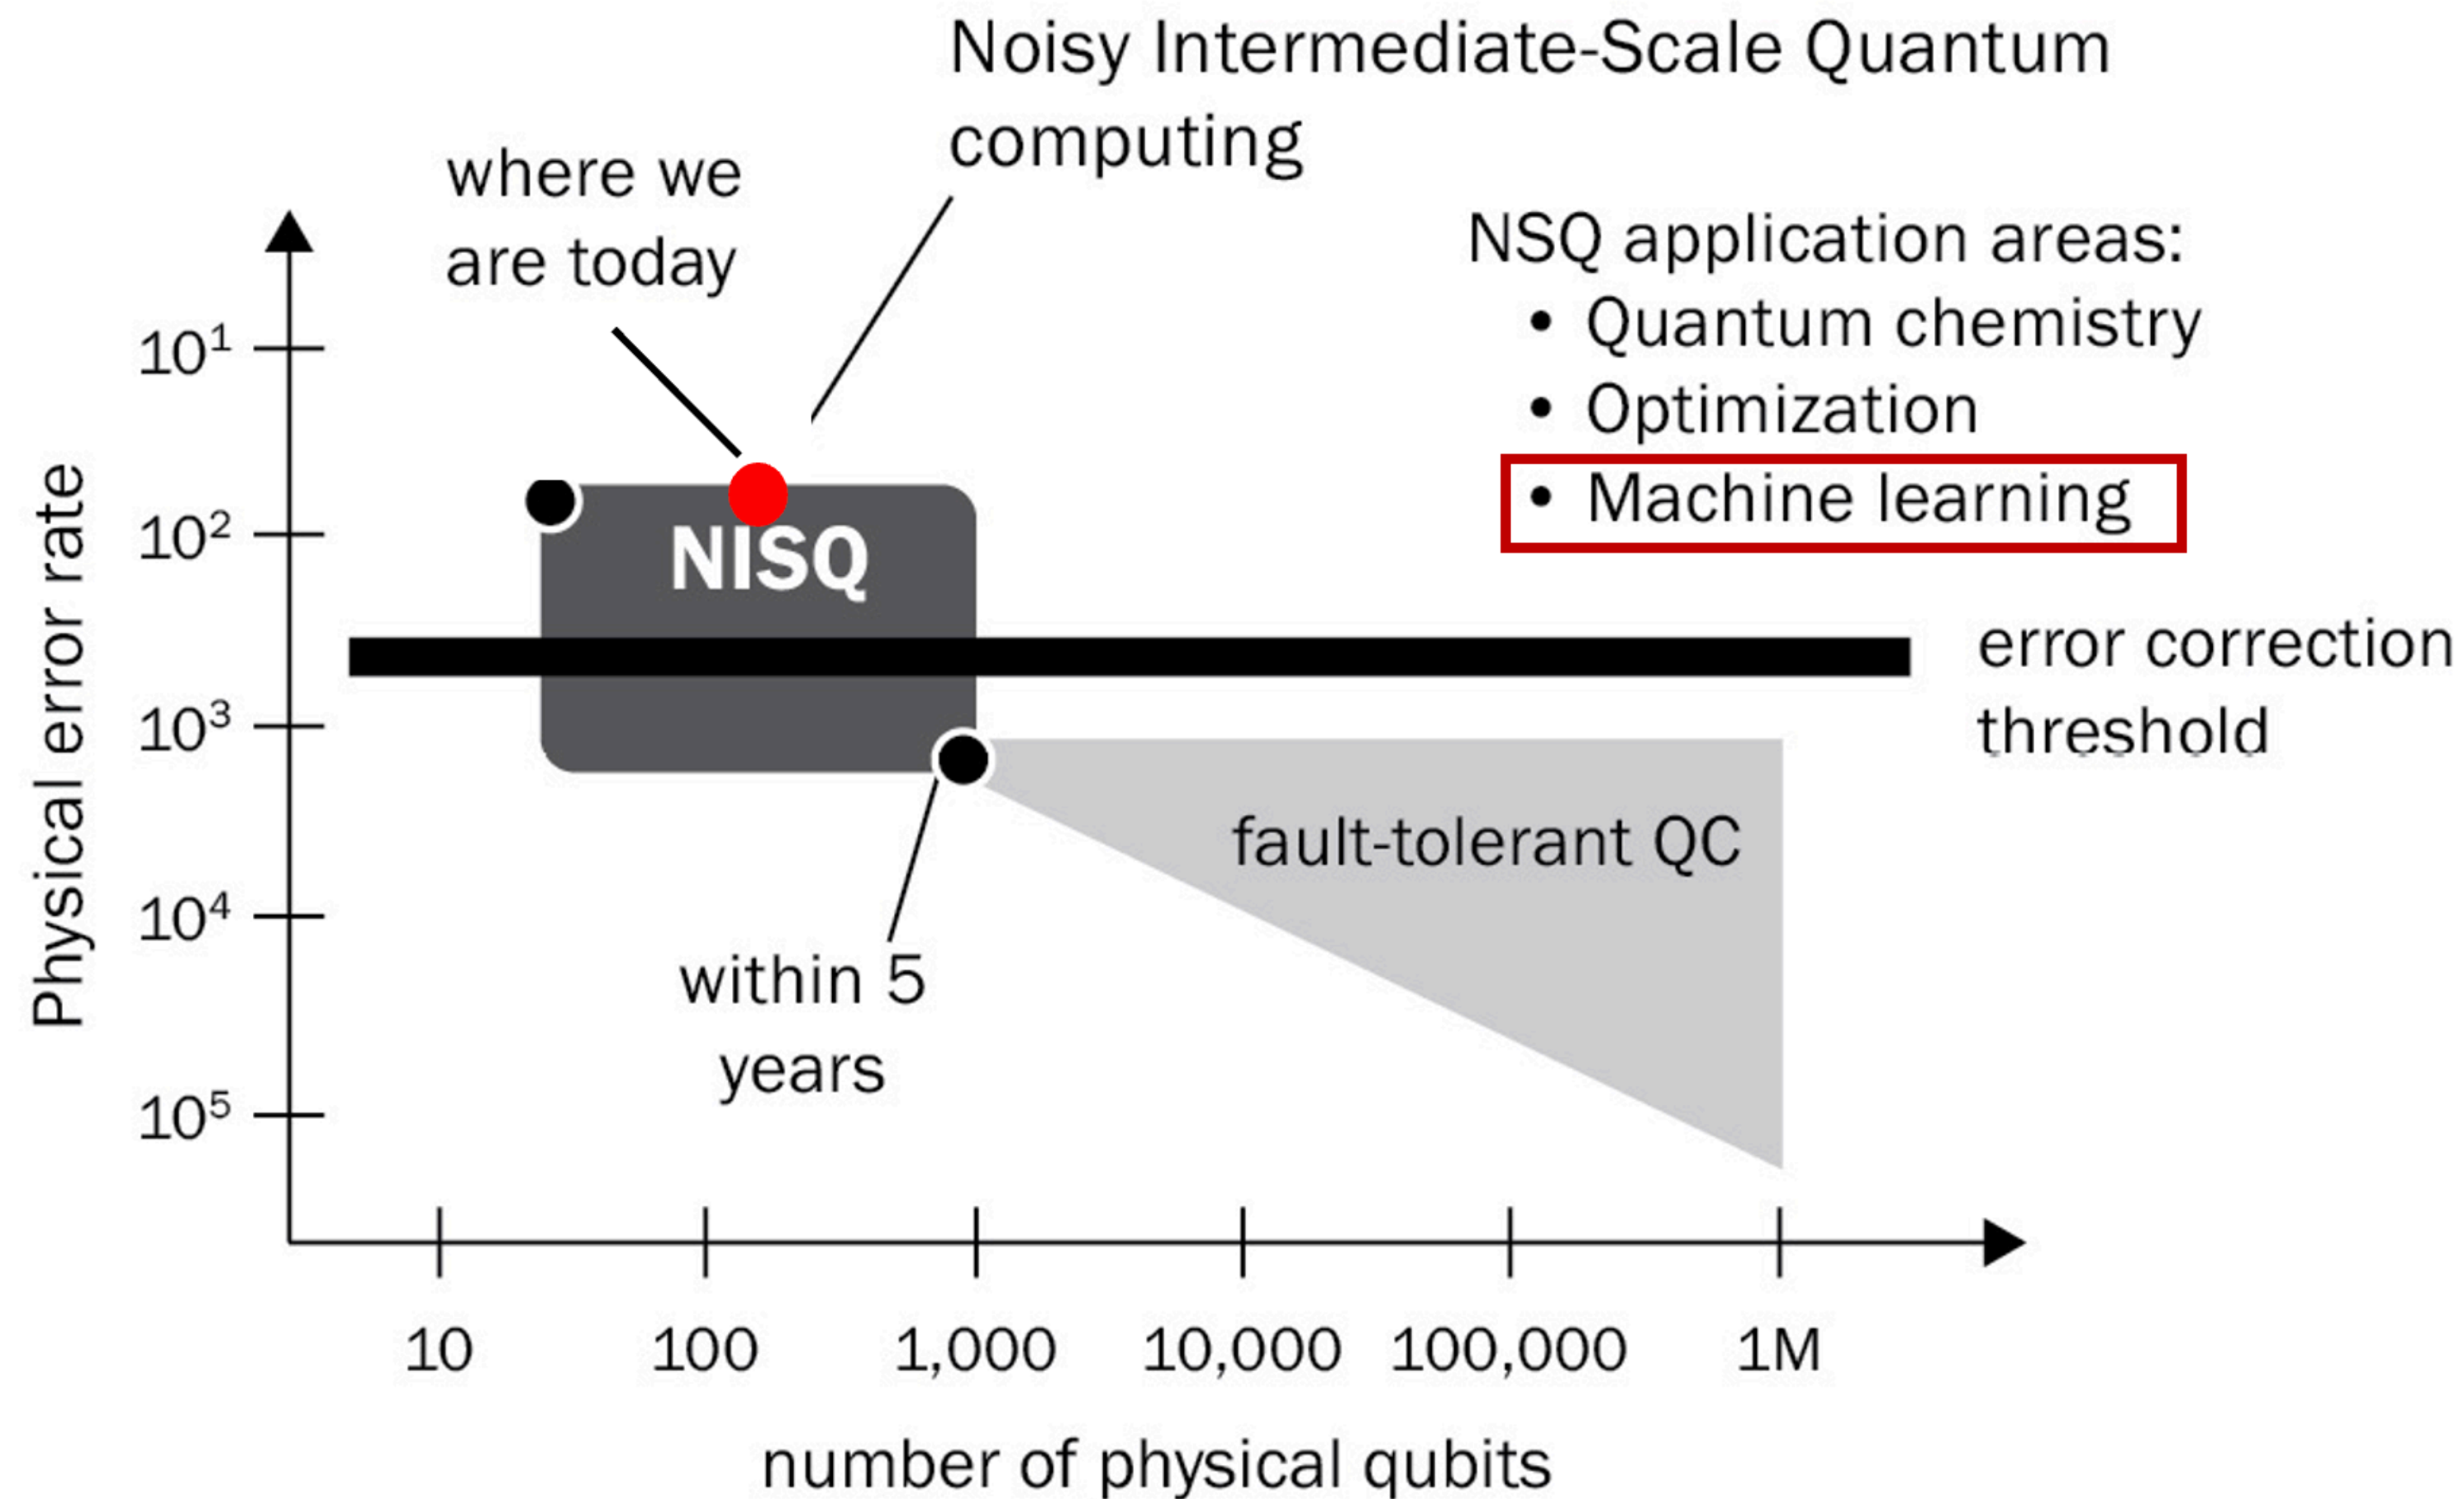 Noisy Intermediate-Scale Quantum
computing
where we
are today
NSQ application areas:
• Quantum chemistry
• Optimization
• Machine learning
Physical error rate
10¹
10²
10³
10⁴
10⁵
NISQ
error correction
threshold
fault-tolerant QC
within 5
years
10 100 1,000 10,000 100,000 1M
number of physical qubits